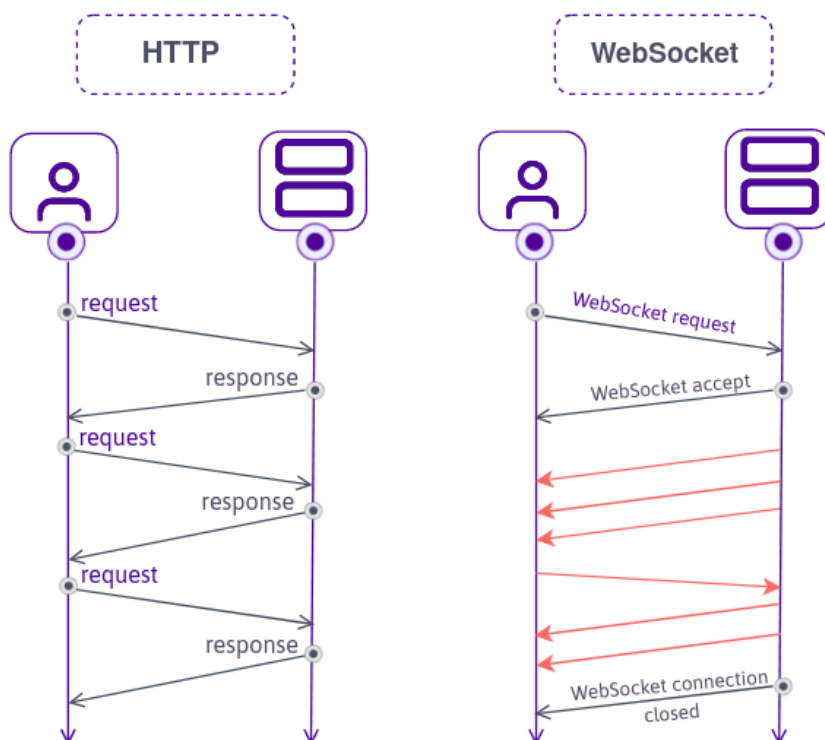 HTTP
WebSocket
request
response
request
response
request
response
WebSocket request
WebSocket accept
WebSocket connection
closed